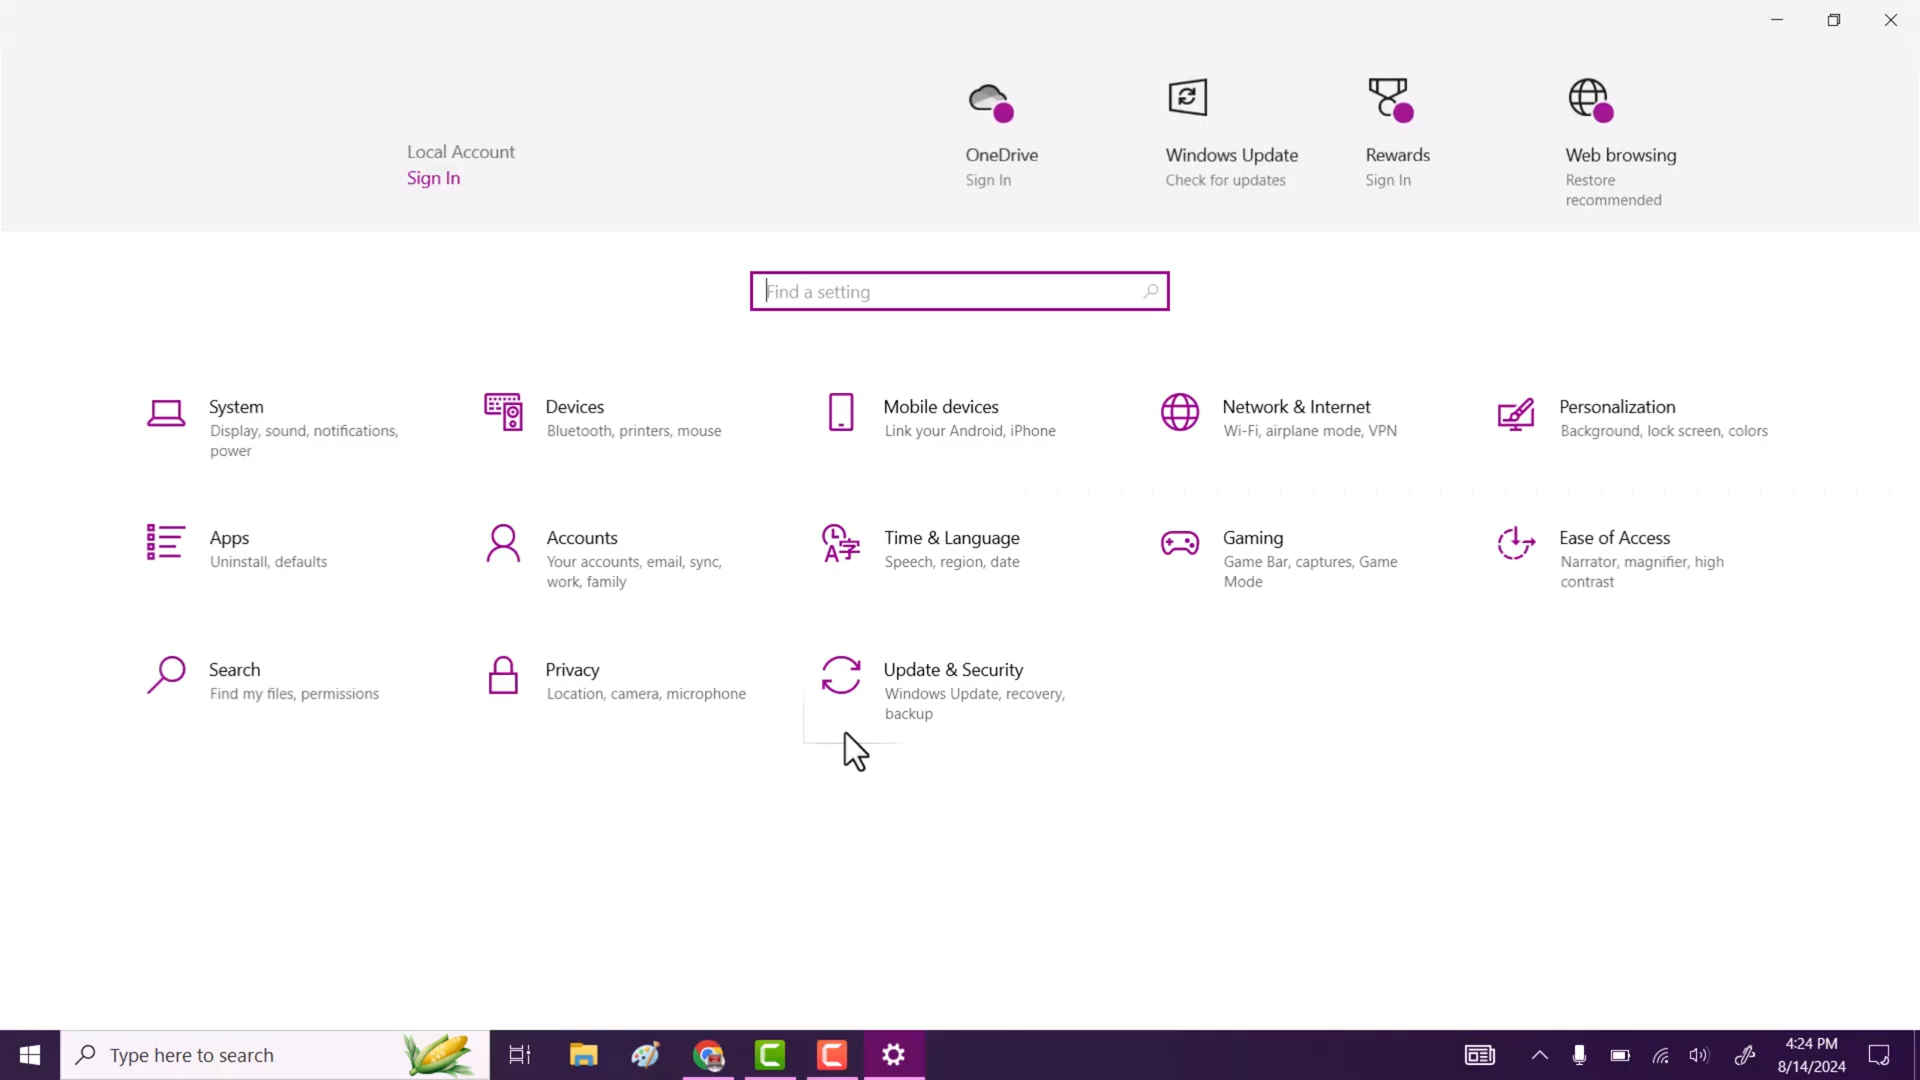 Local Account
Sign In
OneDrive
Sign In
Windows Update
Check for updates
Rewards
Sign In
Web browsing
Restore
recommended
Find a setting
System
Display, sound, notifications,
power
Devices
Bluetooth, printers, mouse
Mobile devices
Link your Android, iPhone
Network & Internet
Wi-Fi, airplane mode, VPN
Personalization
Background, lock screen, colors
Apps
Uninstall, defaults
Accounts
Your accounts, email, sync,
work, family
Time & Language
Speech, region, date
Gaming
Game Bar, captures, Game
Mode
Ease of Access
Narrator, magnifier, high
contrast
Search
Find my files, permissions
Privacy
Location, camera, microphone
Update & Security
Windows Update, recovery,
backup
Type here to search
4:24 PM
8/14/2024